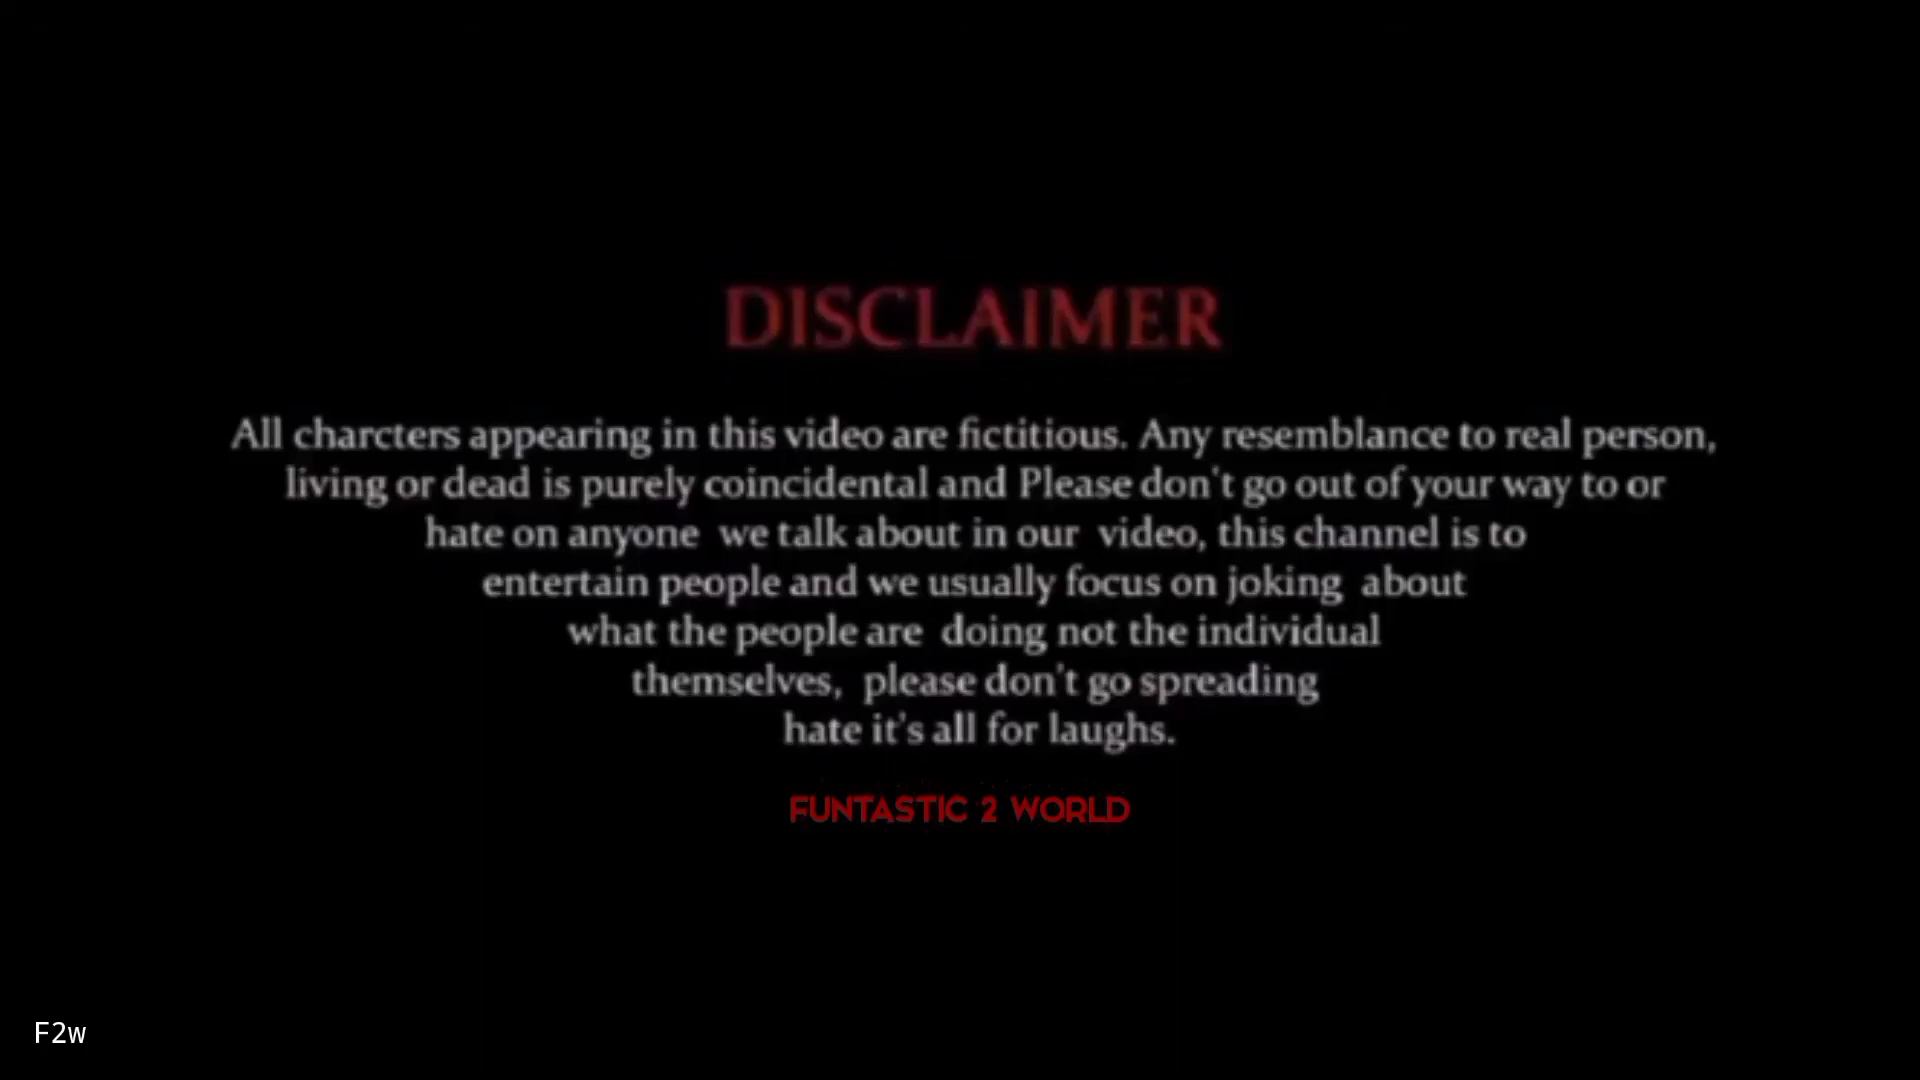 DISCLAIMER
All charcters appearing in this video are fictitious. Any resemblance to real person,
living or dead is purely coincidental and Please don't go out of your way to or
hate on anyone we talk about in our video, this channel is to
entertain people and we usually focus on joking about
what the people are doing not the individual
themselves, please don't go spreading
hate it's all for laughs.
FUNTASTIC 2 WORLD
F2w